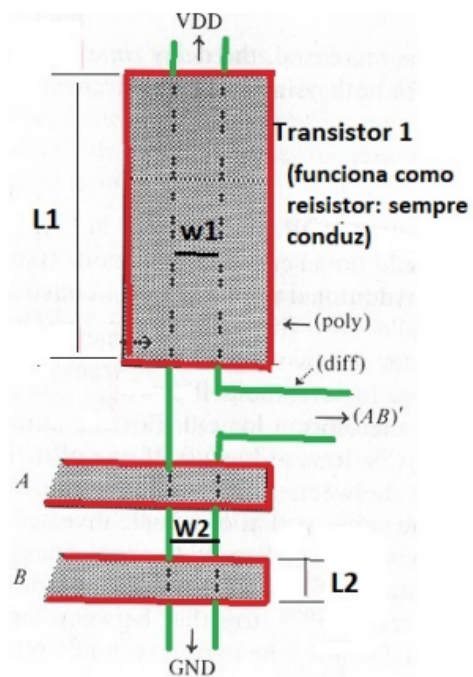 VDD
Transistor 1
(funciona como
reisistor: sempre
conduz)
L1
w1
(poly)
(diff)
(AB)'
A
W2
B
L2
GND